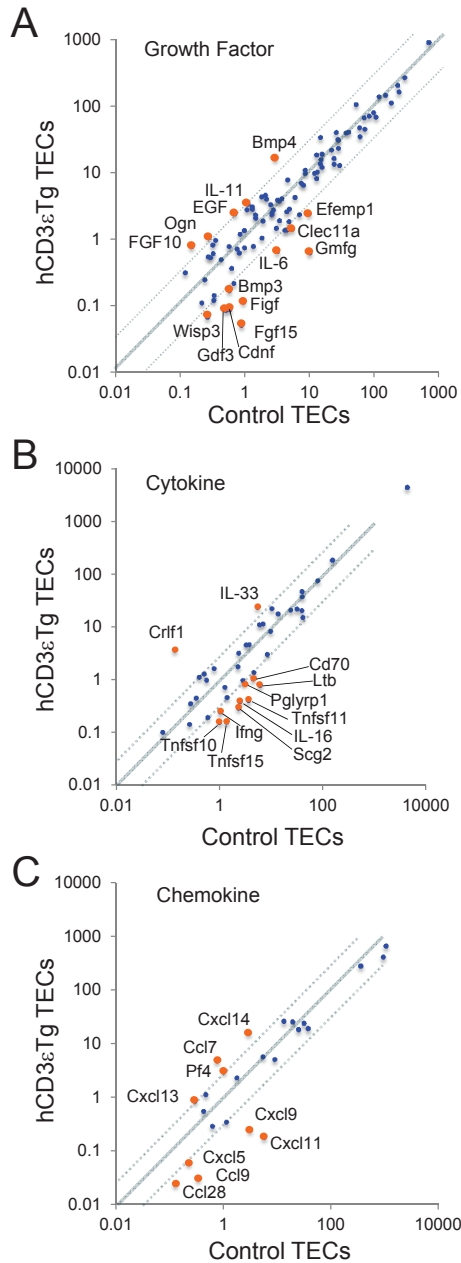 A
Growth Factor
hCD3εTg TECs
1000
100
10
1
0.1
0.01
Bmp4
IL-11
EGF
Ogn
FGF10
Efemp1
Clec11a
Gmfg
IL-6
Bmp3
Figf
Wisp3
Fgf15
Gdf3
Cdnf
0.01 0.1 1 10 100 1000
Control TECs
B
Cytokine
hCD3εTg TECs
10000
1000
100
10
1
0.1
0.01
IL-33
Crlf1
Cd70
Ltb
Pglyrp1
Tnfsf11
Ifng
IL-16
Tnfsf10
Scg2
Tnfsf15
0.01 1 100 10000
Control TECs
C
Chemokine
hCD3εTg TECs
10000
1000
100
10
1
0.1
0.01
Cxcl14
Ccl7
Pf4
Cxcl13
Cxcl9
Cxcl11
Cxcl5
Ccl9
Ccl28
0.01 1 100 10000
Control TECs